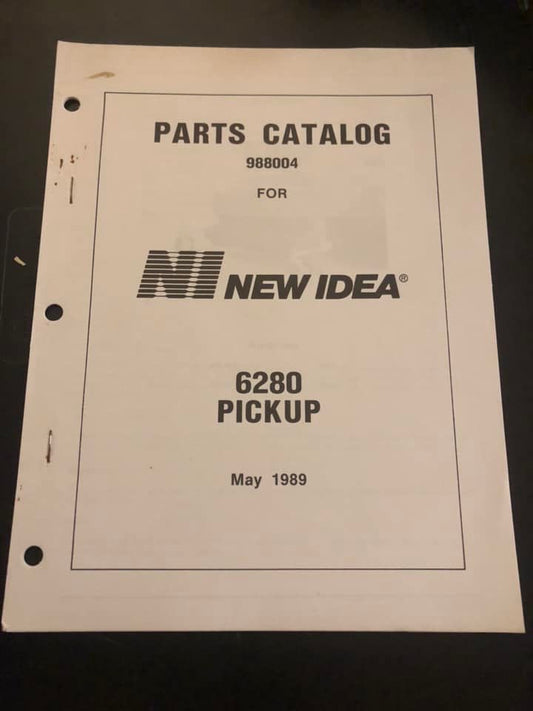 PARTS CATALOG
988004
FOR
NI NEW IDEA®
6280
PICKUP
May 1989